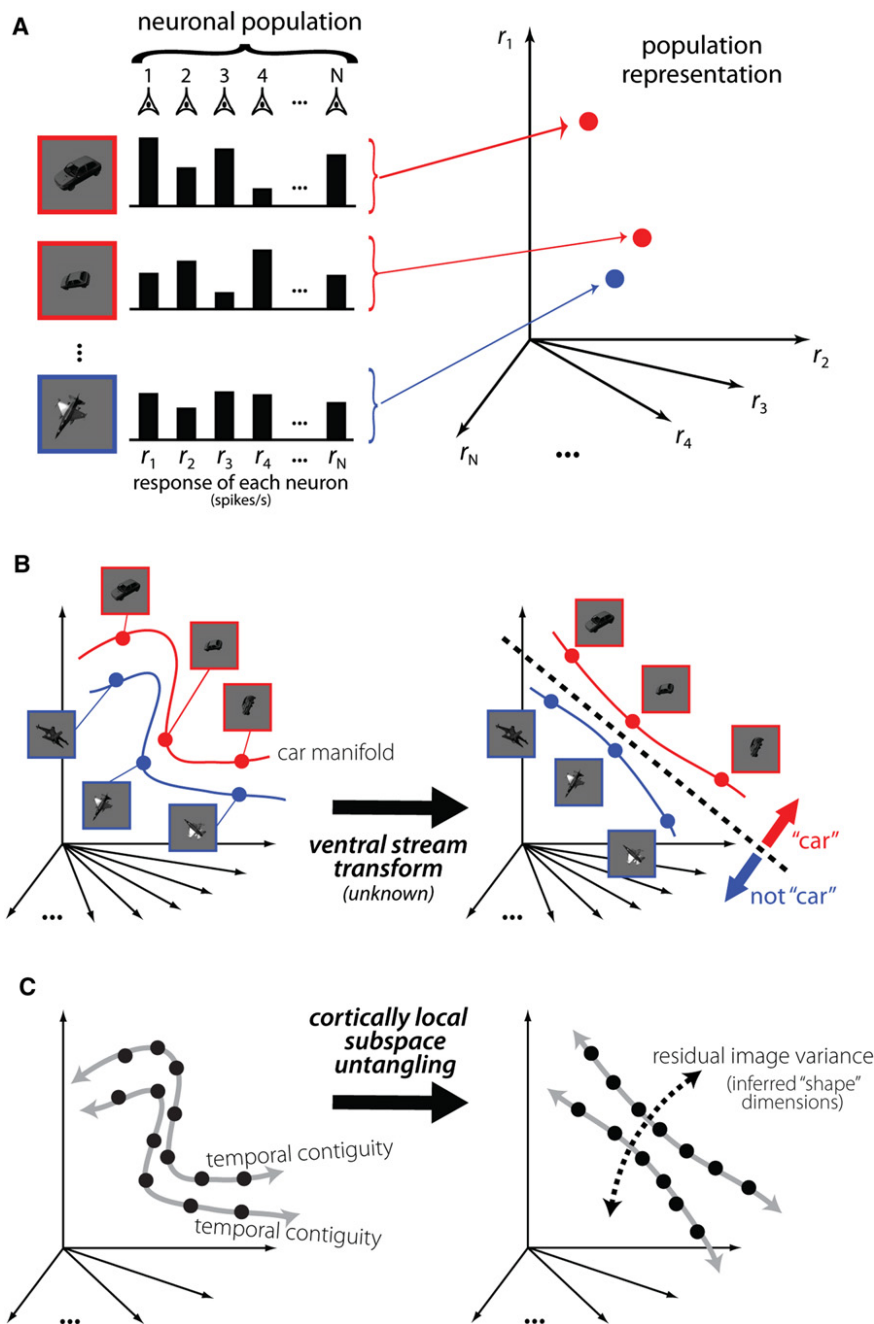 A
neuronal population
1 2 3 4 ... N
...
...
...
r1 r2 r3 r4 ... rN
response of each neuron
(spikes/s)
r1
population
representation
r2
r3
r4
rN
...
B
car manifold
...
ventral stream
transform
(unknown)
"car"
not "car"
...
C
temporal contiguity
temporal contiguity
...
cortically local
subspace
untangling
residual image variance
(inferred "shape"
dimensions)
...